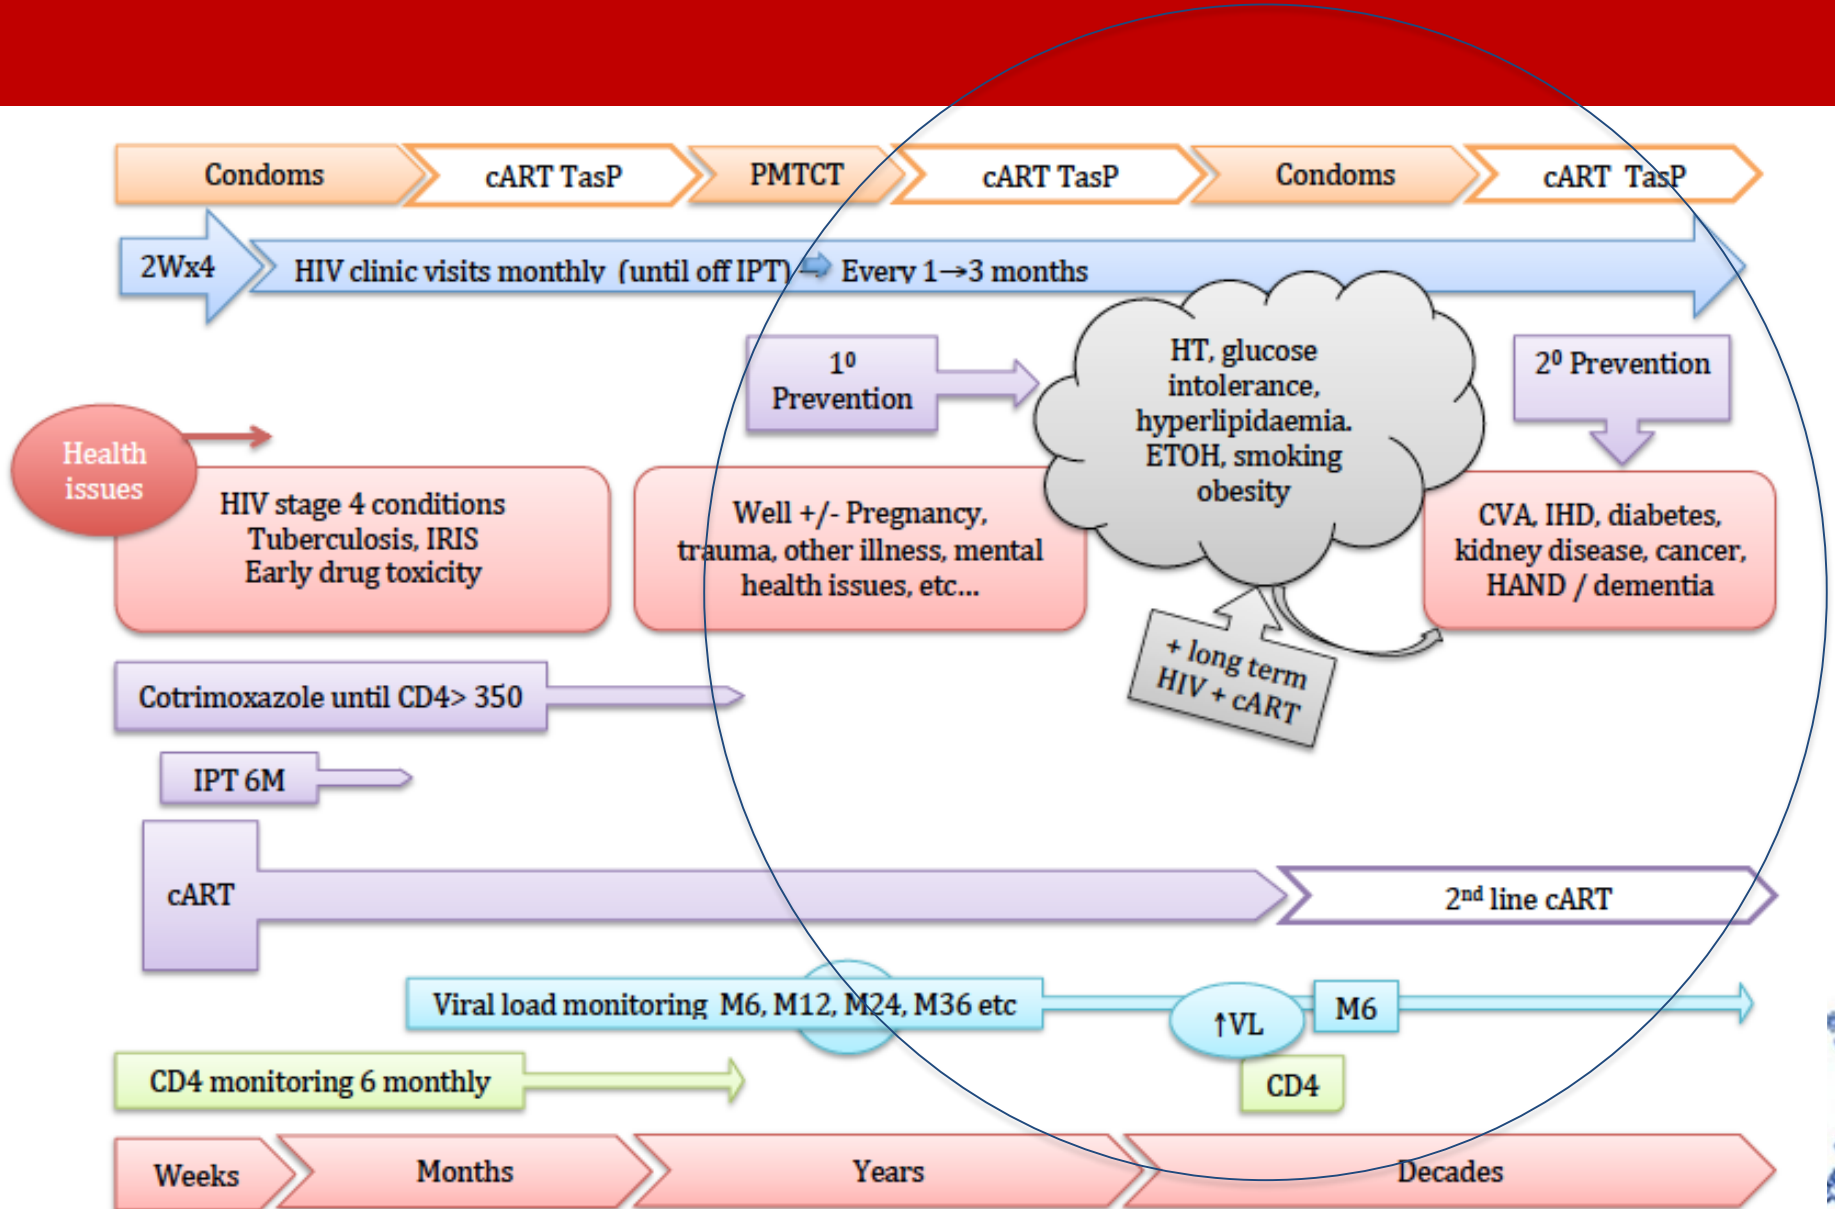 Condoms
cART TasP
PMTCT
cART TasP
Condoms
cART TasP
2Wx4
HIV clinic visits monthly (until off IPT)
Every 1→3 months
1⁰
Prevention
HT, glucose
intolerance,
hyperlipidaemia.
ETOH, smoking
obesity
2⁰ Prevention
Health
issues
HIV stage 4 conditions
Tuberculosis, IRIS
Early drug toxicity
Well +/- Pregnancy,
trauma, other illness, mental
health issues, etc...
CVA, IHD, diabetes,
kidney disease, cancer,
HAND / dementia
+ long term
HIV + cART
Cotrimoxazole until CD4> 350
IPT 6M
cART
2nd line cART
Viral load monitoring M6, M12, M24, M36 etc
↑VL
M6
CD4 monitoring 6 monthly
CD4
Weeks
Months
Years
Decades